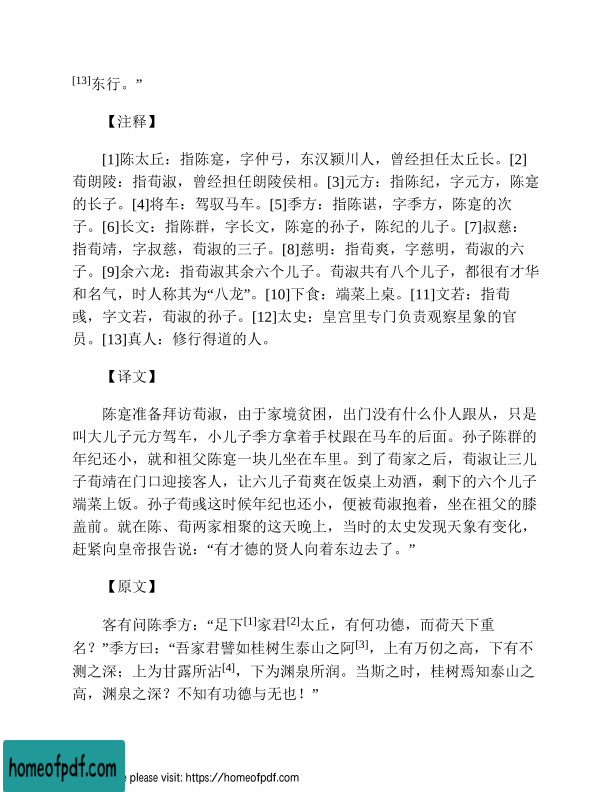 [13]东行。”
【注释】
[1]陈太丘：指陈寔，字仲弓，东汉颍川人，曾经担任太丘长。[2]
荀朗陵：指荀淑，曾经担任朗陵侯相。[3]元方：指陈纪，字元方，陈寔
的长子。[4]将车：驾驭马车。[5]季方：指陈谌，字季方，陈寔的次
子。[6]长文：指陈群，字长文，陈寔的孙子，陈纪的儿子。[7]叔慈：
指荀靖，字叔慈，荀淑的三子。[8]慈明：指荀爽，字慈明，荀淑的六
子。[9]余六龙：指荀淑其余六个儿子。荀淑共有八个儿子，都很有才华
和名气，时人称其为“八龙”。[10]下食：端菜上桌。[11]文若：指荀
彧，字文若，荀淑的孙子。[12]太史：皇宫里专门负责观察星象的官
员。[13]真人：修行得道的人。
【译文】
陈寔准备拜访荀淑，由于家境贫困，出门没有什么仆人跟从，只是
叫大儿子元方驾车，小儿子季方拿着手杖跟在马车的后面。孙子陈群的
年纪还小，就和祖父陈寔一块儿坐在车里。到了荀家之后，荀淑让三儿
子荀靖在门口迎接客人，让六儿子荀爽在饭桌上劝酒，剩下的六个儿子
端菜上饭。孙子荀彧这时候年纪也还小，便被荀淑抱着，坐在祖父的膝
盖前。就在陈、荀两家相聚的这天晚上，当时的太史发现天象有变化，
赶紧向皇帝报告说：“有才德的贤人向着东边去了。”
【原文】
客有问陈季方：“足下[1]家君[2]太丘，有何功德，而荷天下重
名？”季方曰：“吾家君譬如桂树生泰山之阿[3]，上有万仞之高，下有不
测之深；上为甘露所沾[4]，下为渊泉所润。当斯之时，桂树焉知泰山之
高，渊泉之深？不知有功德与无也！”
homeofpdf.com
e please visit: https://homeofpdf.com